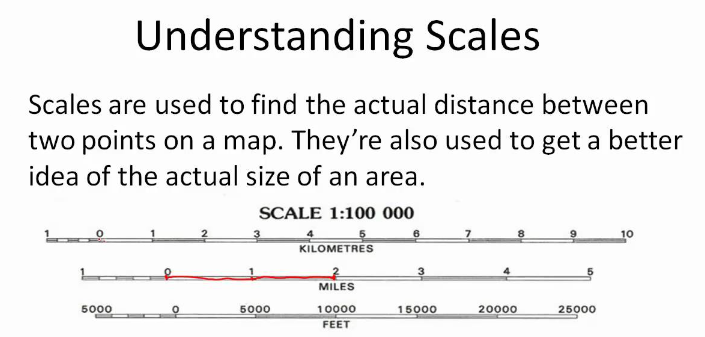 Understanding Scales
Scales are used to find the actual distance between
two points on a map. They’re also used to get a better
idea of the actual size of an area.
SCALE 1:100 000
1 0 1 2 3 4 5 6 7 8 9 10
KILOMETRES
1 0 1 2 3 4 5
MILES
5000 0 5000 10000 15000 20000 25000
FEET